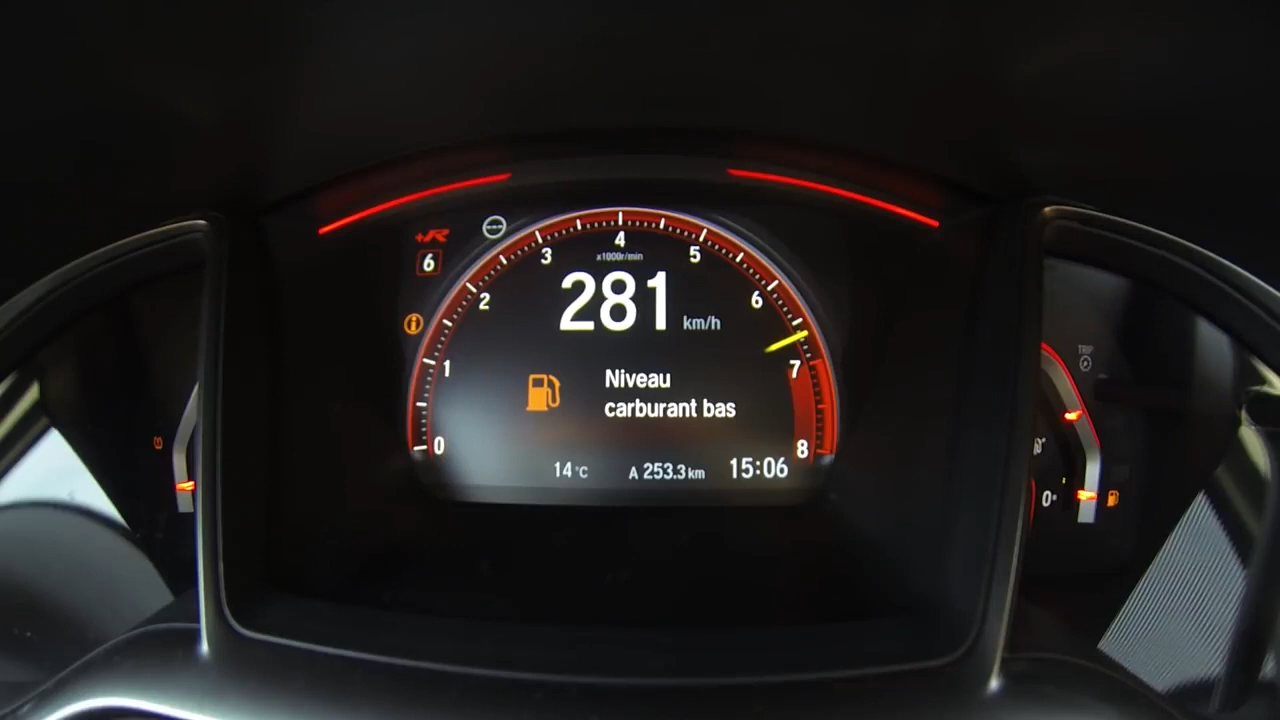 +R
6
0
1
2
3
4
5
6
7
8
x1000r/min
281 km/h
Niveau
carburant bas
14°C
A 253.3 km
15:06
TRIP
0